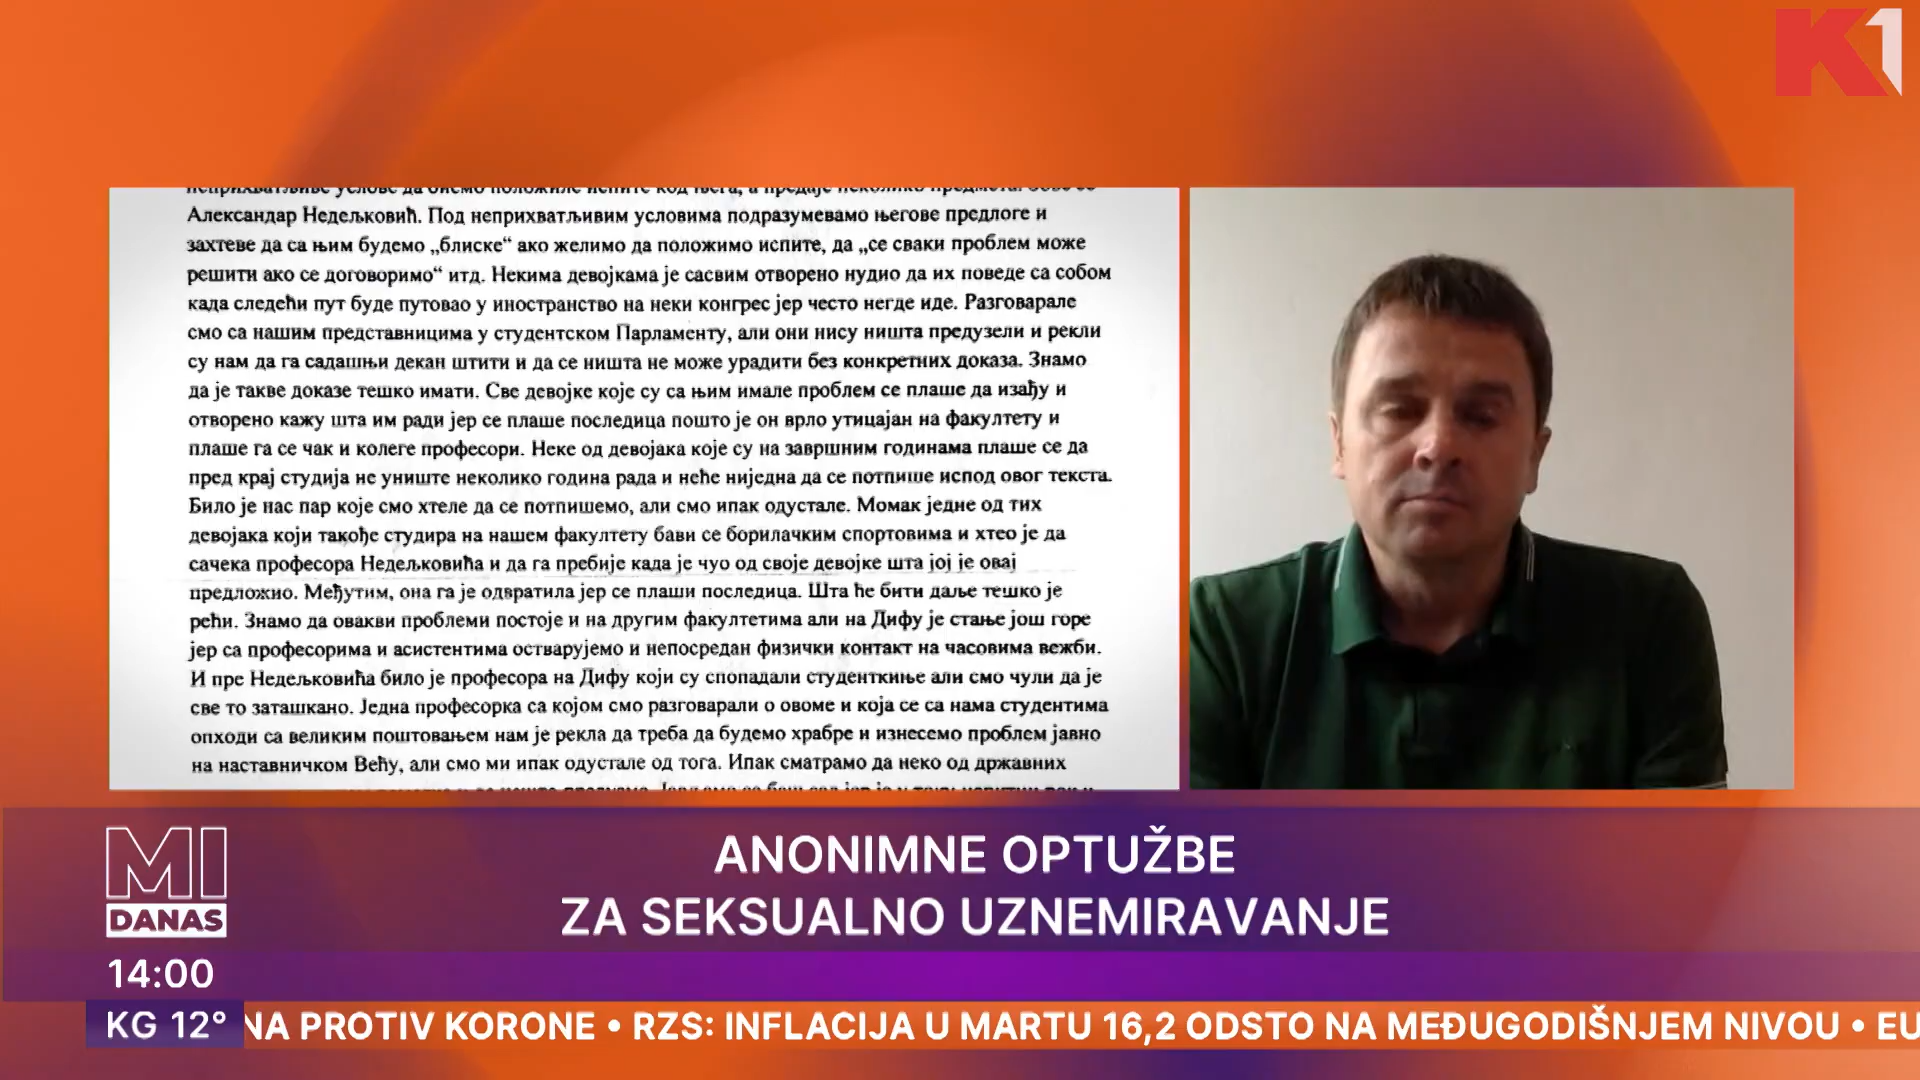 K1
неприхватљиве услове да бисмо положиле испите код њега, а предаје неколико предмета. Зове се
Александар Недељковић. Под неприхватљивим условима подразумевамо његове предлоге и
захтеве да са њим будемо „блиске“ ако желимо да положимо испите, да „се сваки проблем може
решити ако се договоримо“ итд. Некима девојкама је сасвим отворено нудио да их поведе са собом
када следећи пут буде путовао у иностранство на неки конгрес јер често негде иде. Разговарале
смо са нашим представницима у студентском Парламенту, али они нису ништа предузели и рекли
су нам да га садашњи декан штити и да се ништа не може урадити без конкретних доказа. Знамо
да је такве доказе тешко имати. Све девојке које су са њим имале проблем се плаше да изађу и
отворено кажу шта им ради јер се плаше последица пошто је он врло утицајан на факултету и
плаше га се чак и колеге професори. Неке од девојака које су на завршним годинама плаше се да
пред крај студија не униште неколико година рада и неће ниједна да се потпише испод овог текста.
Било је нас пар које смо хтеле да се потпишемо, али смо ипак одустале. Момак једне од тих
девојака који такође студира на нашем факултету бави се борилачким спортовима и хтео је да
сачека професора Недељковића и да га пребије када је чуо од своје девојке шта јој је овај
предложио. Међутим, она га је одвратила јер се плаши последица. Шта ће бити даље тешко је
рећи. Знамо да овакви проблеми постоје и на другим факултетима али на Дифу је стање још горе
јер са професорима и асистентима остварујемо и непосредан физички контакт на часовима вежби.
И пре Недељковића било је професора на Дифу који су спопадали студенткиње али смо чули да је
све то заташкано. Једна професорка са којом смо разговарали о овоме и која се са нама студентима
опходи са великим поштовањем нам је рекла да треба да будемо храбре и изнесемо проблем јавно
на наставничком Већу, али смо ми ипак одустале од тога. Ипак сматрамо да неко од државних
ANONIMNE OPTUŽBE
ZA SEKSUALNO UZNEMIRAVANJE
MI
DANAS
14:00
KG 12°
NA PROTIV KORONE • RZS: INFLACIJA U MARTU 16,2 ODSTO NA MEĐUGODIŠNJEM NIVOU • EU